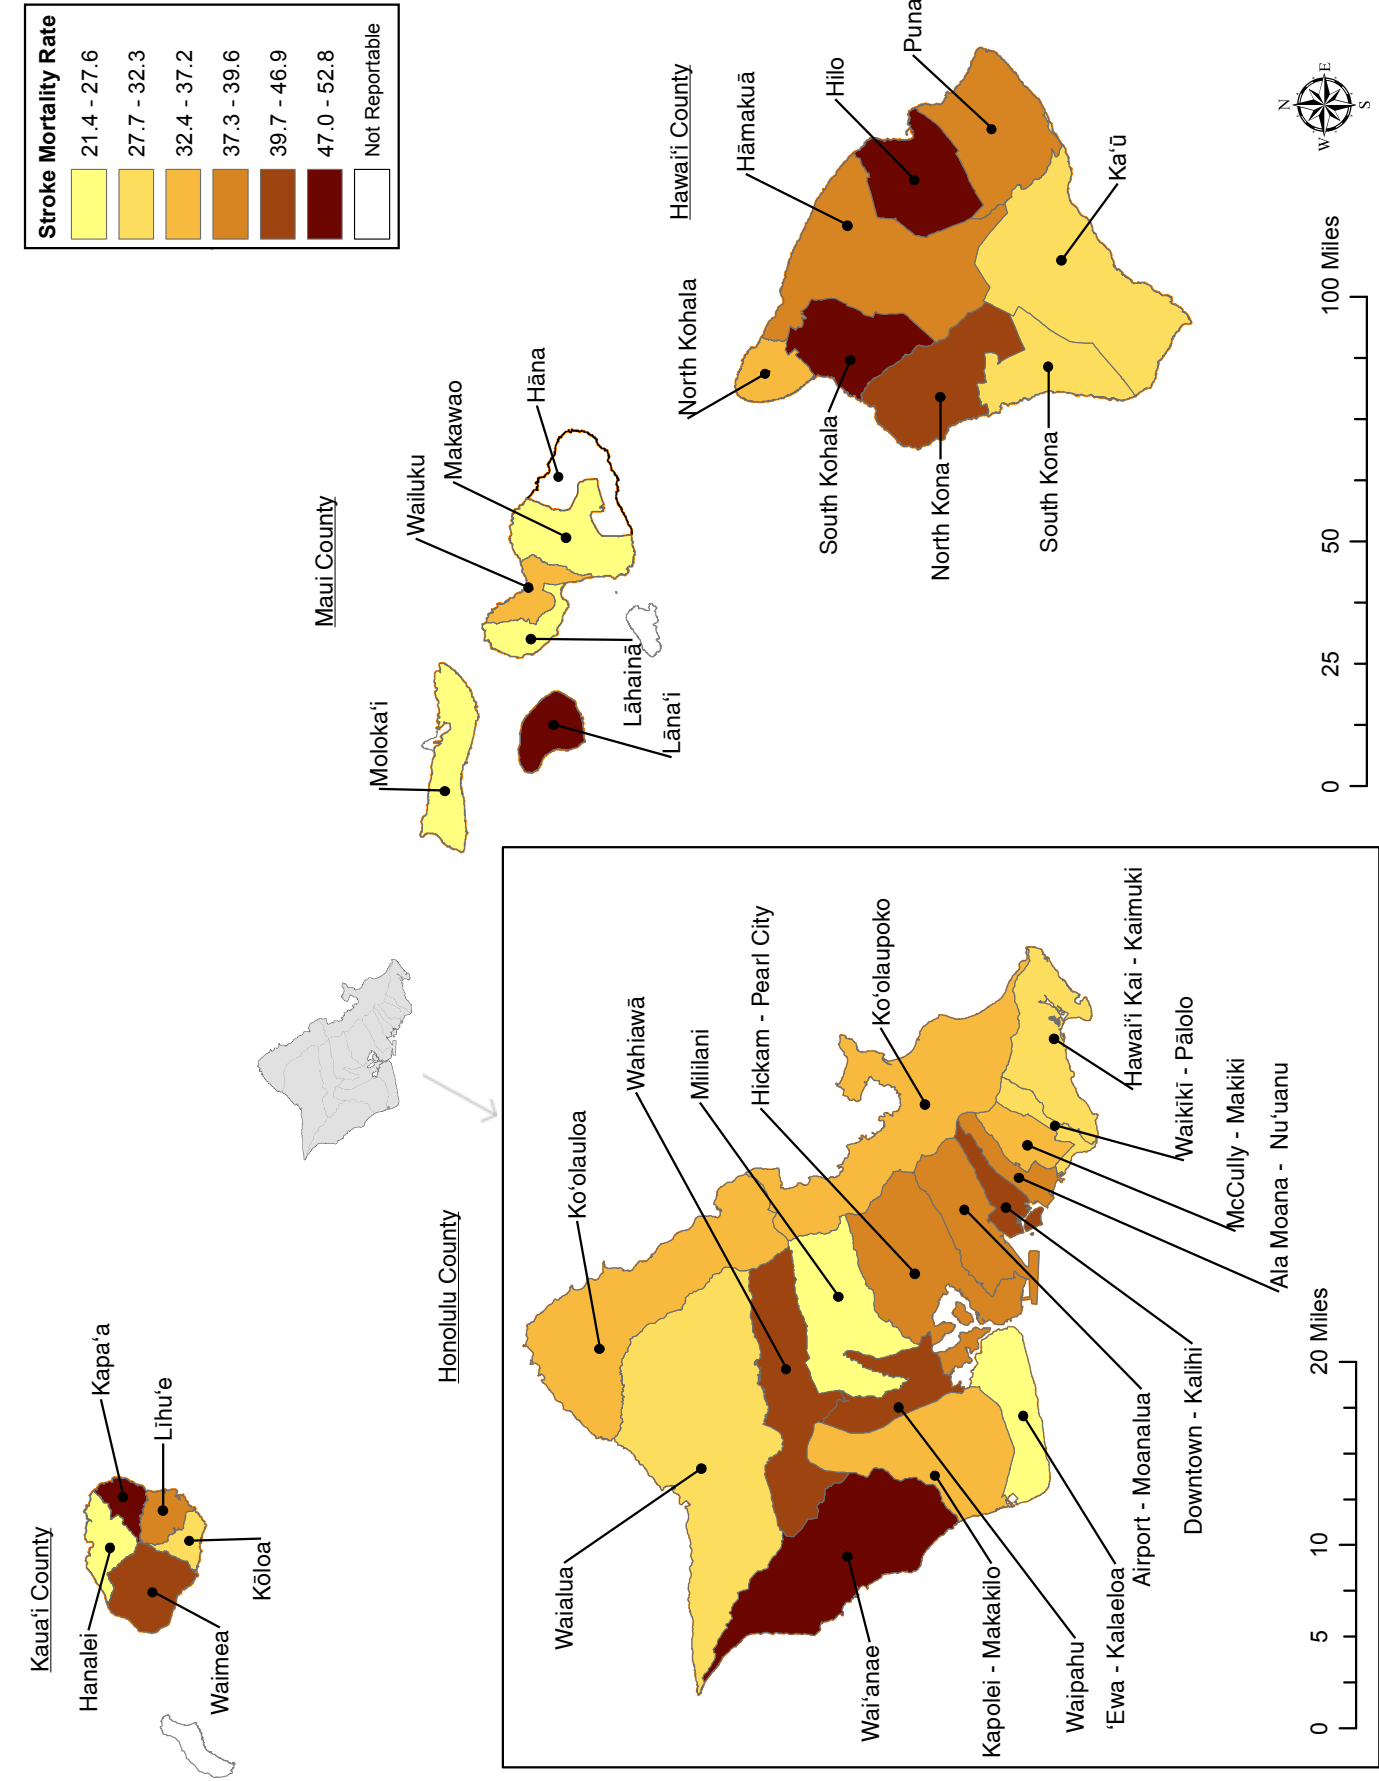 Stroke Mortality Rate
21.4 - 27.6
27.7 - 32.3
32.4 - 37.2
37.3 - 39.6
39.7 - 46.9
47.0 - 52.8
Not Reportable
Kauaʻi County
Hanalei
Kapaʻa
Līhuʻe
Waimea
Kōloa
Honolulu County
Koʻolauloa
Wahiawā
Mililani
Hickam - Pearl City
Koʻolaupoko
Waialua
Waiʻanae
Kapolei - Makakilo
Waipahu
ʻEwa - Kalaeloa
Airport - Moanalua
Downtown - Kalihi
Ala Moana - Nuʻuanu
McCully - Makiki
Waikīkī - Pālolo
Hawaiʻi Kai - Kaimuki
0 5 10 20 Miles
Maui County
Molokaʻi
Wailuku
Makawao
Hāna
Lāhainā
Lānaʻi
Hawaiʻi County
North Kohala
Hāmakuā
Hilo
Puna
South Kohala
North Kona
South Kona
Kaʻū
0 25 50 100 Miles
N
E
S
W